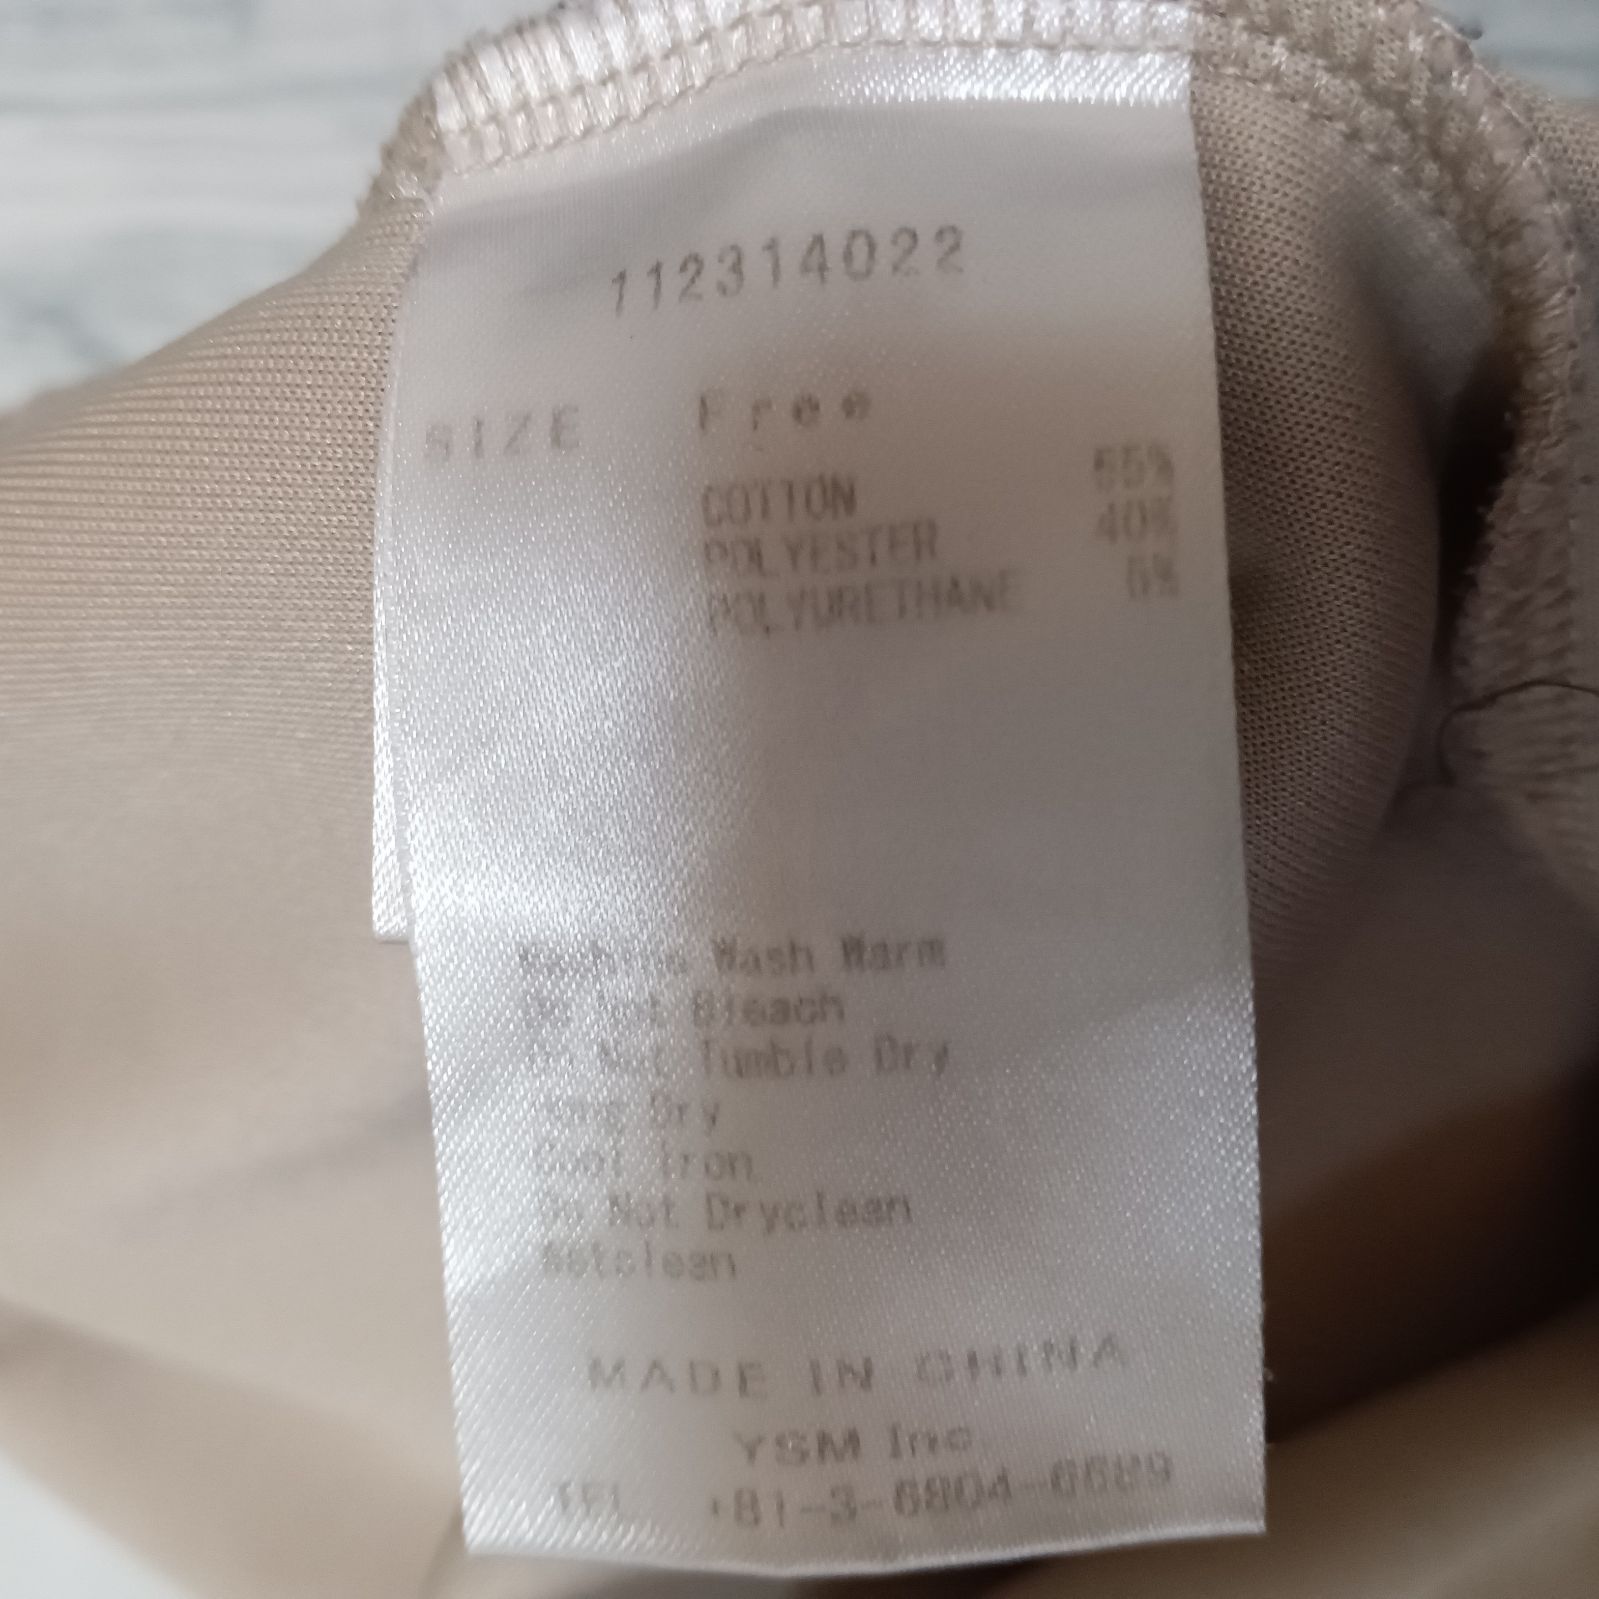 112314022
SIZE Free
COTTON 55%
POLYESTER 40%
POLYURETHANE 5%
Machine Wash Warm
Do Not Bleach
Do Not Tumble Dry
Dry
Cool Iron
Do Not Dryclean
Wetclean
MADE IN CHINA
YSM Inc.
TEL +81-3-6804-6689